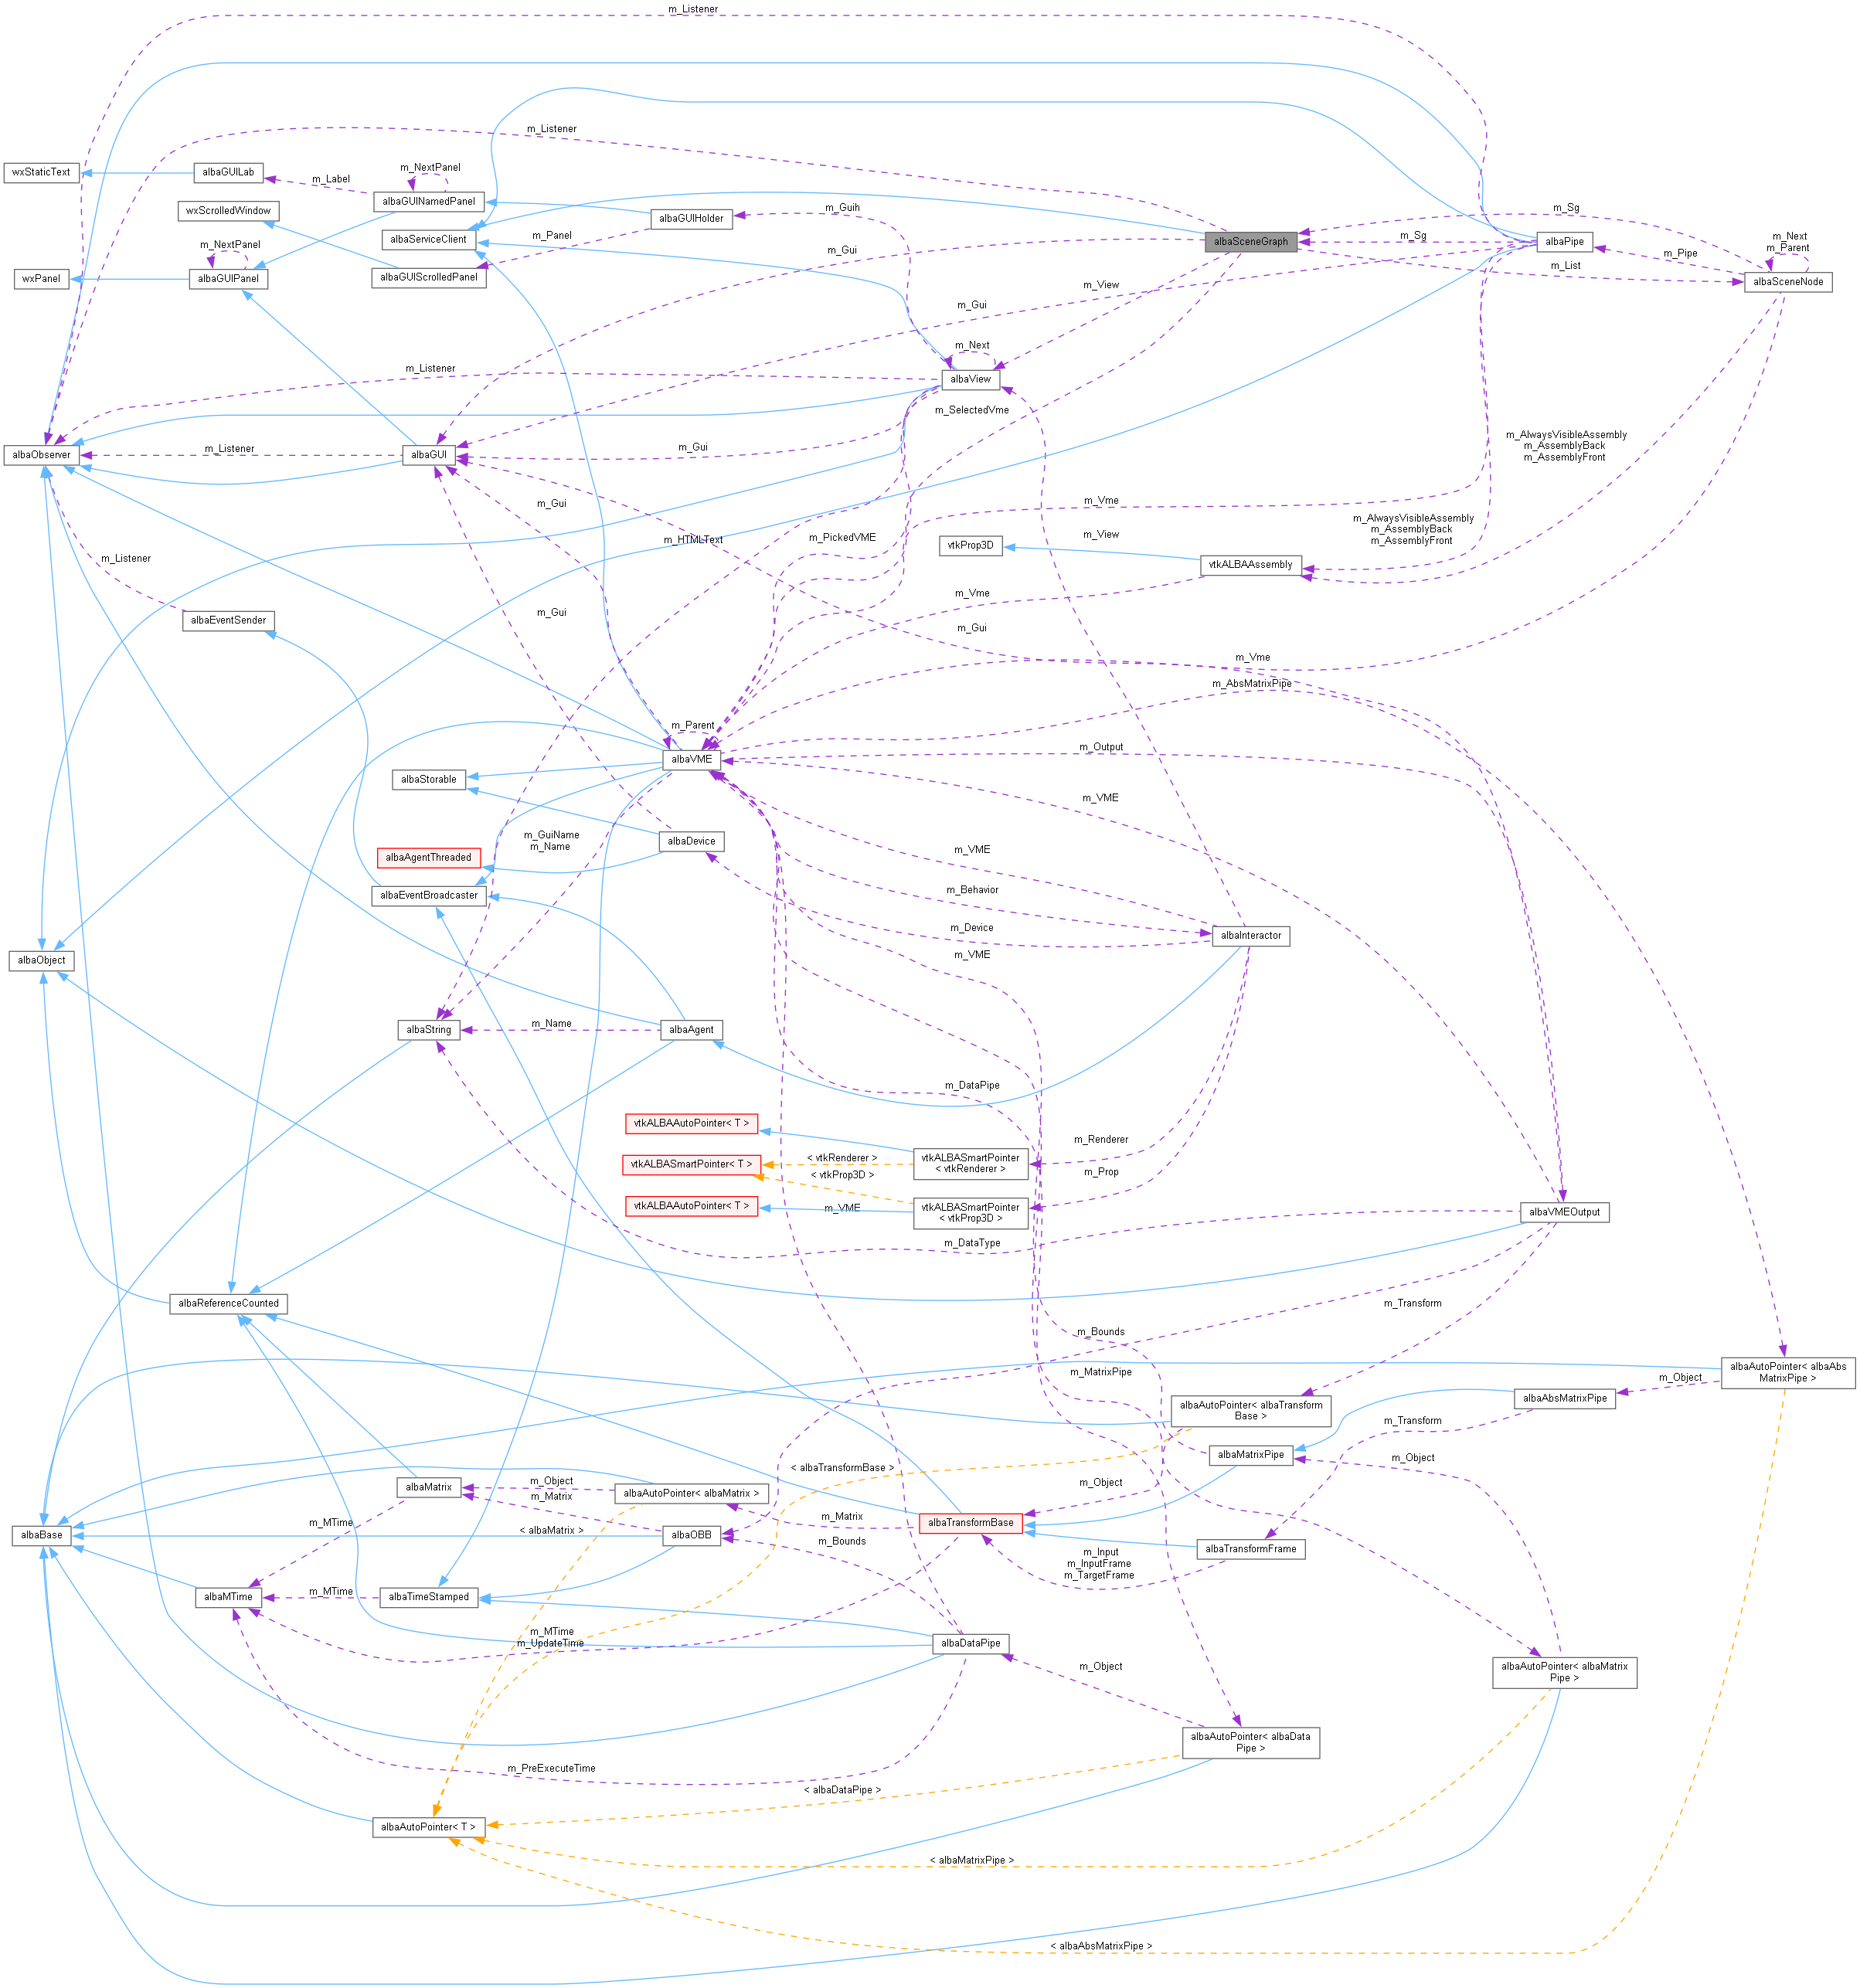 m_Listener
m_Listener
wxStaticText
albaGUILab
m_NextPanel
m_Label
albaGUINamedPanel
wxScrolledWindow
albaGUIHolder
m_Guih
m_Sg
albaServiceClient
m_Panel
m_Gui
albaSceneGraph
m_Sg
albaPipe
m_Next
m_Parent
m_NextPanel
m_Pipe
wxPanel
albaGUIPanel
albaGUIScrolledPanel
m_List
albaSceneNode
m_View
m_Gui
m_Next
m_Listener
albaView
m_SelectedVme
m_AlwaysVisibleAssembly
m_AssemblyBack
m_AssemblyFront
albaObserver
m_Listener
albaGUI
m_Gui
m_Gui
m_Vme
m_AlwaysVisibleAssembly
m_AssemblyBack
m_AssemblyFront
m_HTMLText
m_PickedVME
m_View
vtkProp3D
m_Listener
vtkALBAAssembly
m_Vme
m_Gui
albaEventSender
m_Gui
m_Vme
m_AbsMatrixPipe
m_Parent
m_Output
albaVME
albaStorable
m_VME
m_GuiName
m_Name
albaDevice
albaAgentThreaded
m_VME
albaEventBroadcaster
m_Behavior
m_Device
albaInteractor
m_VME
albaObject
albaString
m_Name
albaAgent
m_DataPipe
vtkALBAAutoPointer< T >
m_Renderer
vtkALBASmartPointer< T >
< vtkRenderer >
vtkALBASmartPointer
< vtkRenderer >
< vtkProp3D >
m_Prop
vtkALBAAutoPointer< T >
m_VME
vtkALBASmartPointer
< vtkProp3D >
albaVMEOutput
m_DataType
albaReferenceCounted
m_Transform
m_Bounds
m_MatrixPipe
albaAutoPointer< albaAbs
MatrixPipe >
m_Object
albaAbsMatrixPipe
albaAutoPointer< albaTransform
Base >
m_Transform
albaMatrixPipe
m_Object
< albaTransformBase >
albaMatrix
m_Object
m_Matrix
albaAutoPointer< albaMatrix >
m_Object
m_MTime
albaBase
< albaMatrix >
albaOBB
m_Matrix
albaTransformBase
m_Bounds
m_Input
m_InputFrame
m_TargetFrame
albaTransformFrame
albaMTime
m_MTime
albaTimeStamped
m_MTime
m_UpdateTime
albaDataPipe
m_Object
albaAutoPointer< albaMatrix
Pipe >
albaAutoPointer< albaData
Pipe >
m_PreExecuteTime
< albaDataPipe >
albaAutoPointer< T >
< albaMatrixPipe >
< albaAbsMatrixPipe >